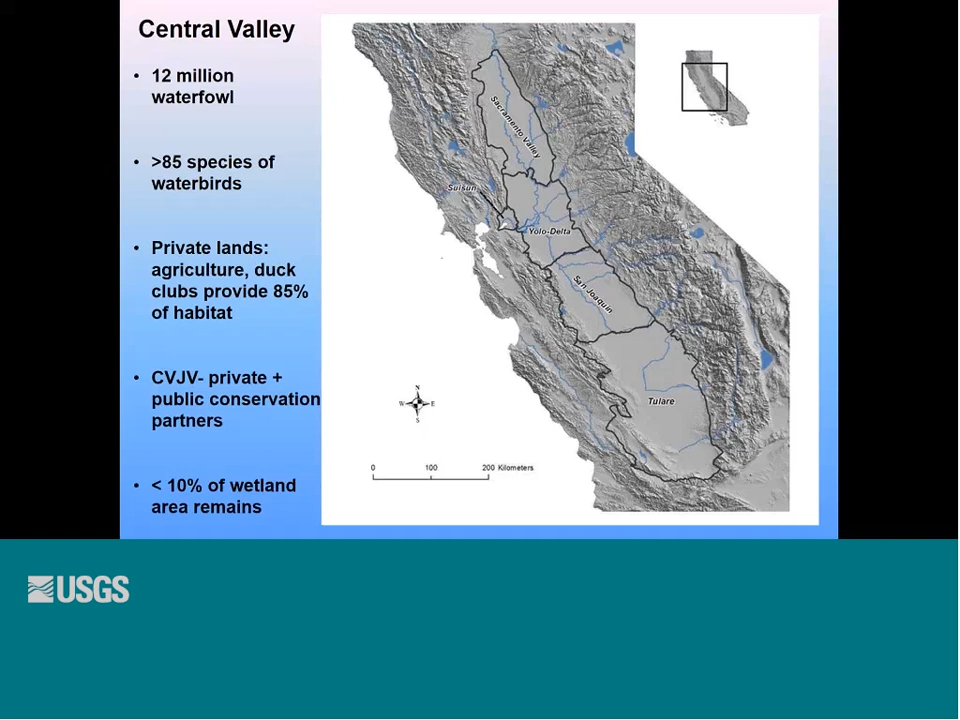 Central Valley
• 12 million
waterfowl
• >85 species of
waterbirds
• Private lands:
agriculture, duck
clubs provide 85%
of habitat
• CVJV- private +
public conservation
partners
• < 10% of wetland
area remains
Sacramento Valley
Suisun
Yolo-Delta
San Joaquin
Tulare
N
W E
S
0 100 200 Kilometers
USGS